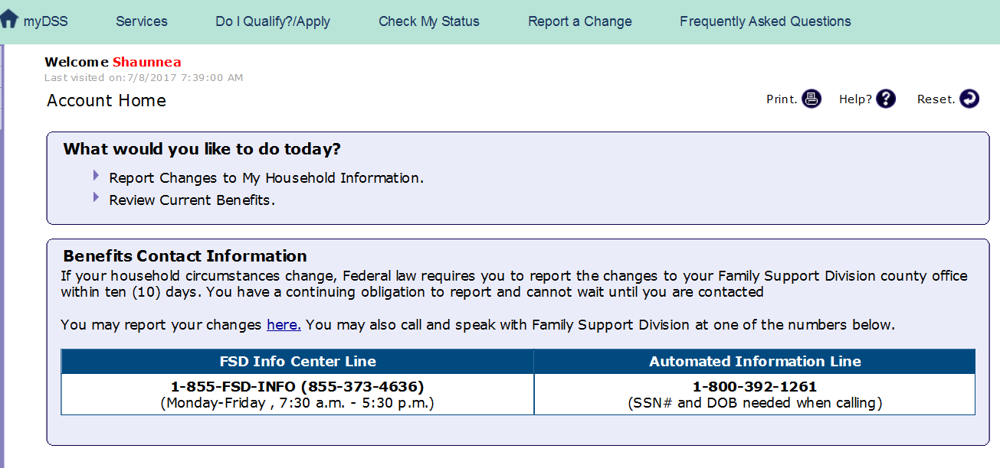 myDSS Services Do I Qualify?/Apply Check My Status Report a Change Frequently Asked Questions
Welcome Shaunnea
Last visited on:7/8/2017 7:39:00 AM
Account Home
Print. Help? Reset.
What would you like to do today?
Report Changes to My Household Information.
Review Current Benefits.
Benefits Contact Information
If your household circumstances change, Federal law requires you to report the changes to your Family Support Division county office
within ten (10) days. You have a continuing obligation to report and cannot wait until you are contacted
You may report your changes here. You may also call and speak with Family Support Division at one of the numbers below.
FSD Info Center Line Automated Information Line
1-855-FSD-INFO (855-373-4636) 1-800-392-1261
(Monday-Friday , 7:30 a.m. - 5:30 p.m.) (SSN# and DOB needed when calling)